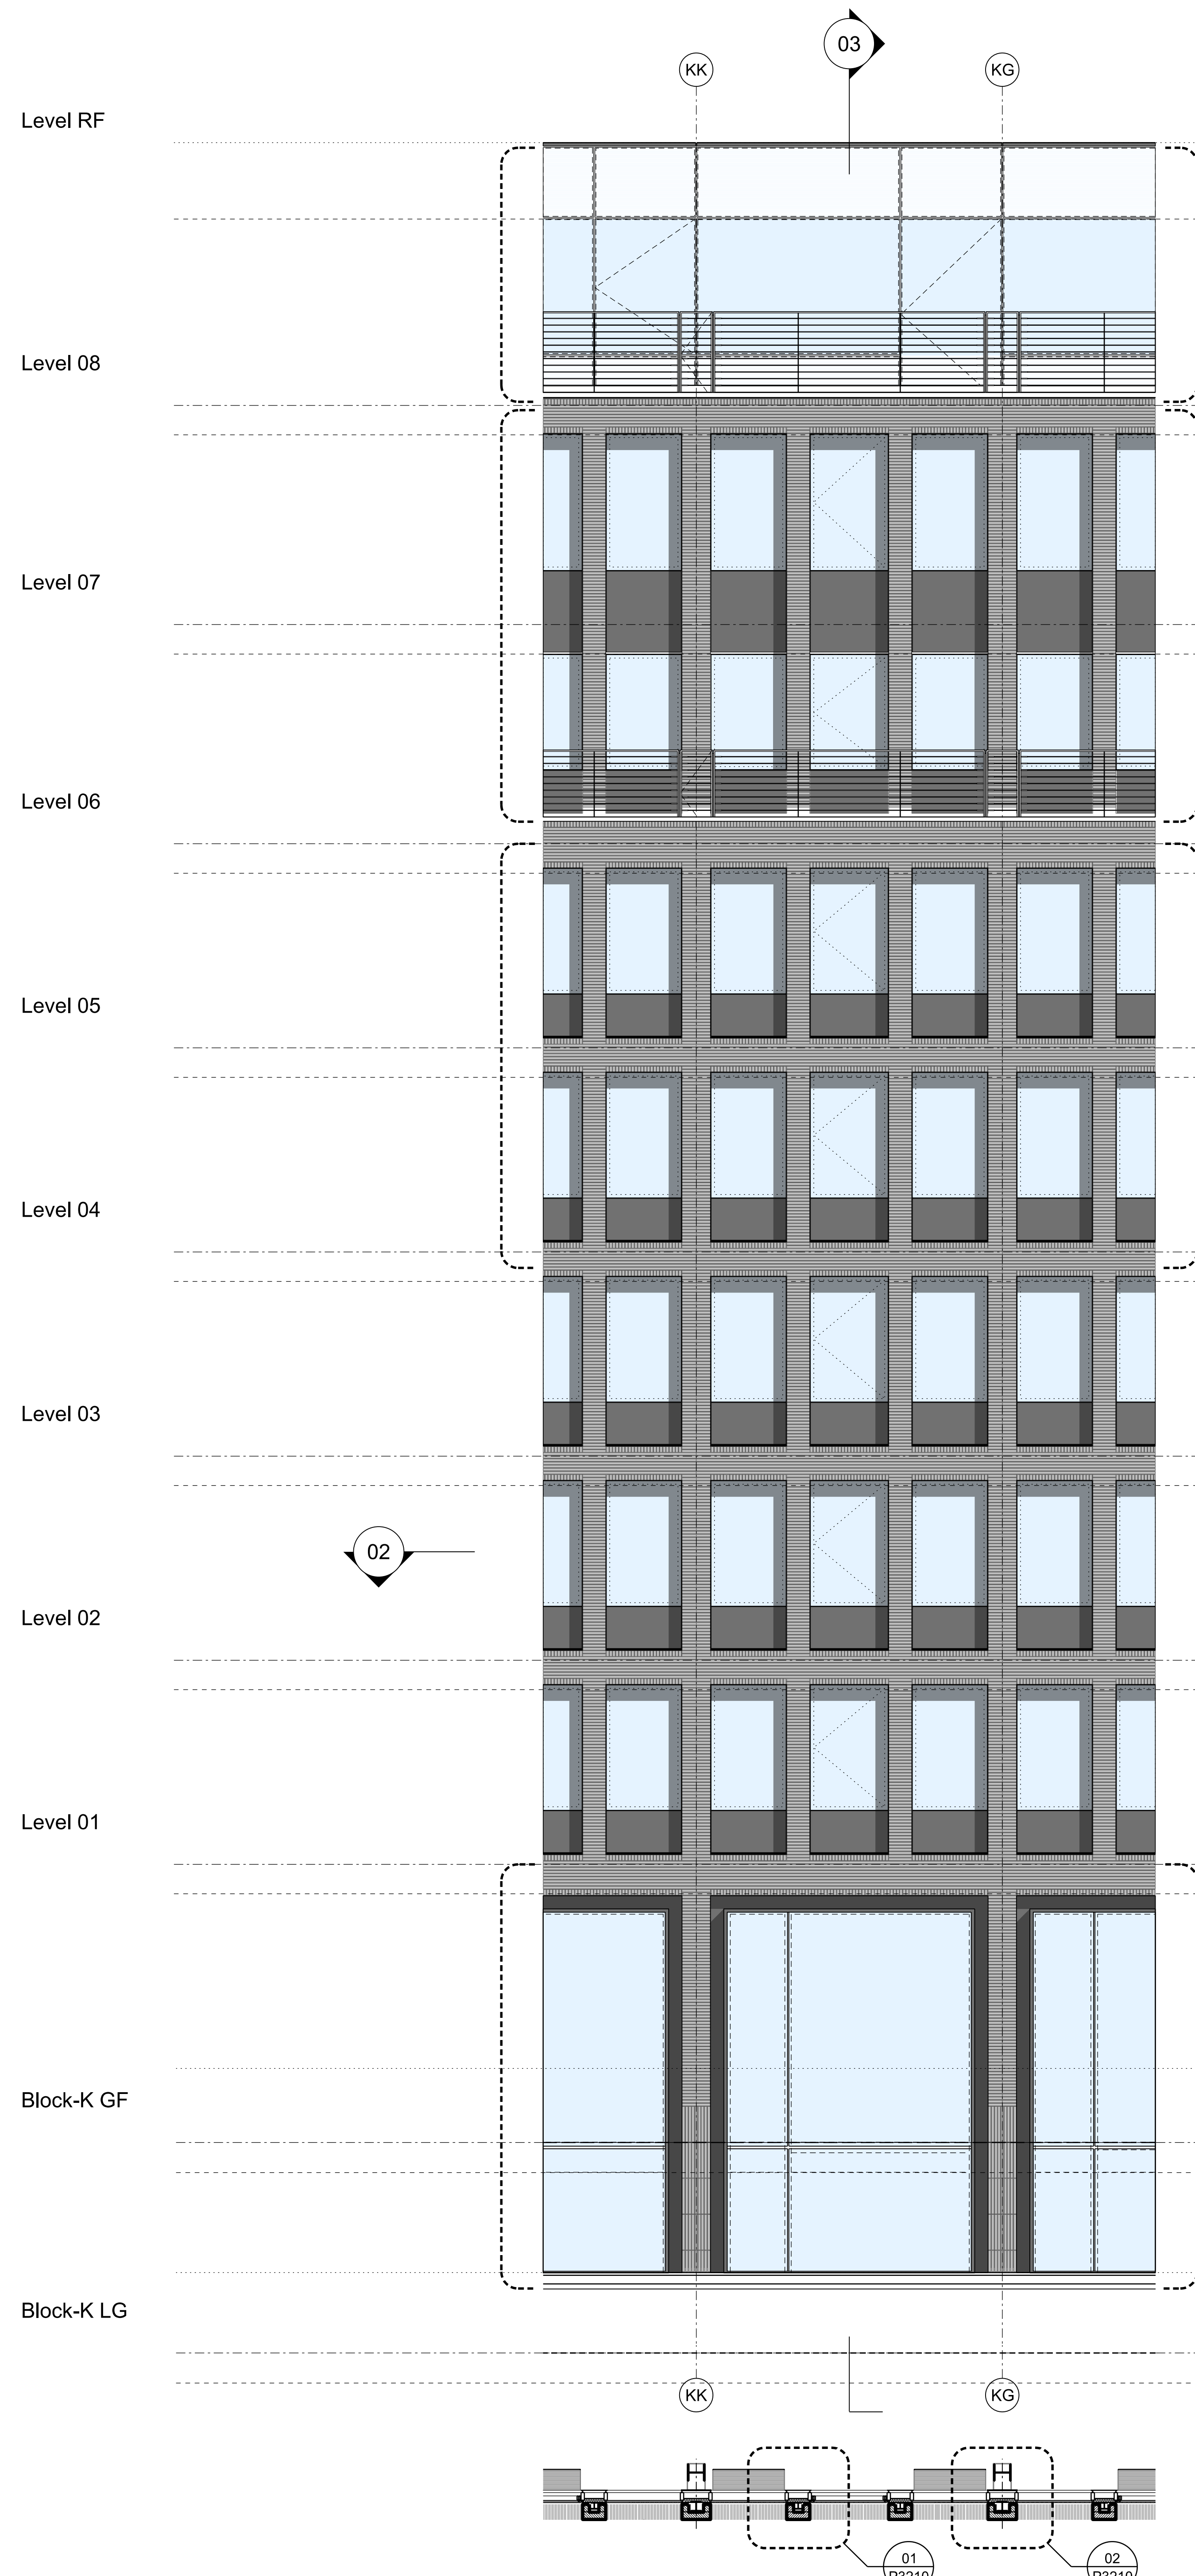 03
KK
KG
Level RF
Level 08
Level 07
Level 06
Level 05
Level 04
Level 03
02
Level 02
Level 01
Block-K GF
Block-K LG
KK
KG
01
02